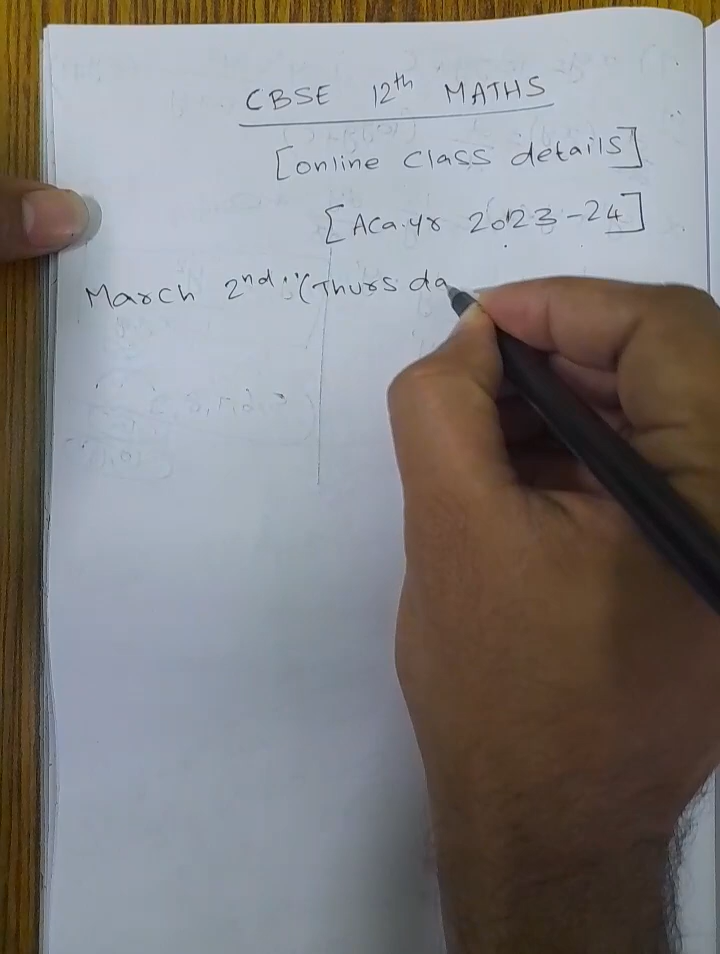 CBSE 12th MATHS
[online class details]
[Aca.yr 2023-24]
March 2nd: (Thursda